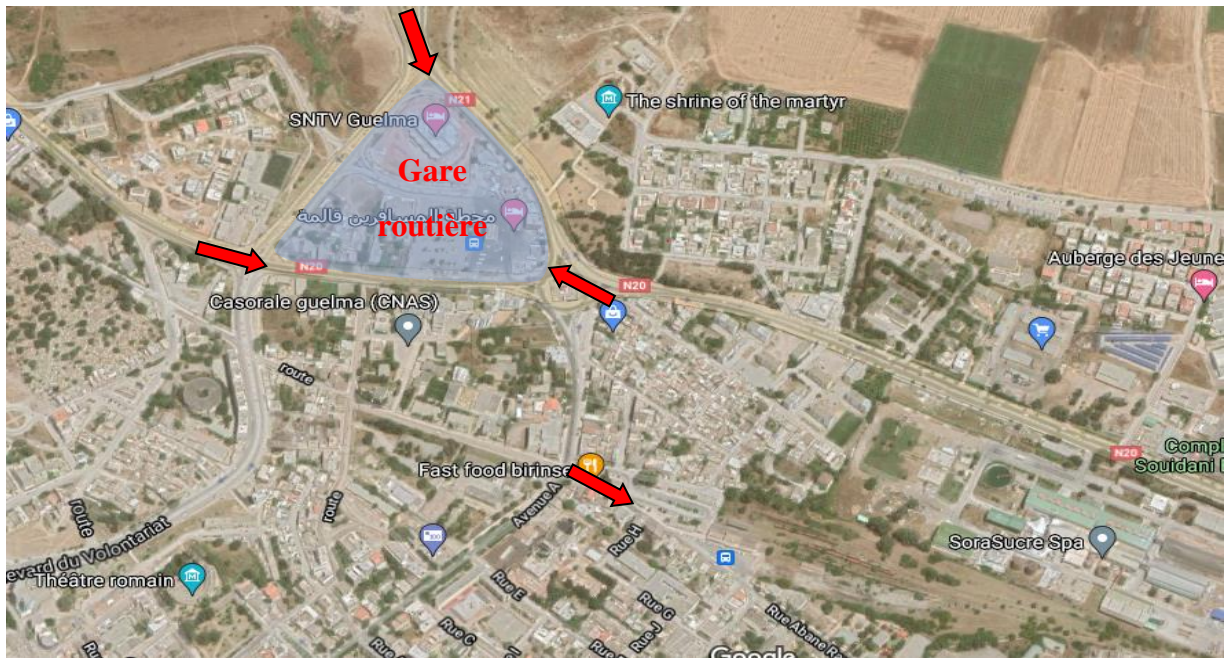 The shrine of the martyr
N21
SNTV Guelma
Gare
محطة المسافرين قالمة
routière
N20
Auberge des Jeune
N20
Casorale guelma (CNAS)
route
N20
Compl
Souidani
Fast food birinse
Avenue A
route
route
Rue H
evard du Volontariat
SoraSucre Spa
Théâtre romain
Rue E
Rue G
Rue C
Rue J
Rue Abane Ra
Google